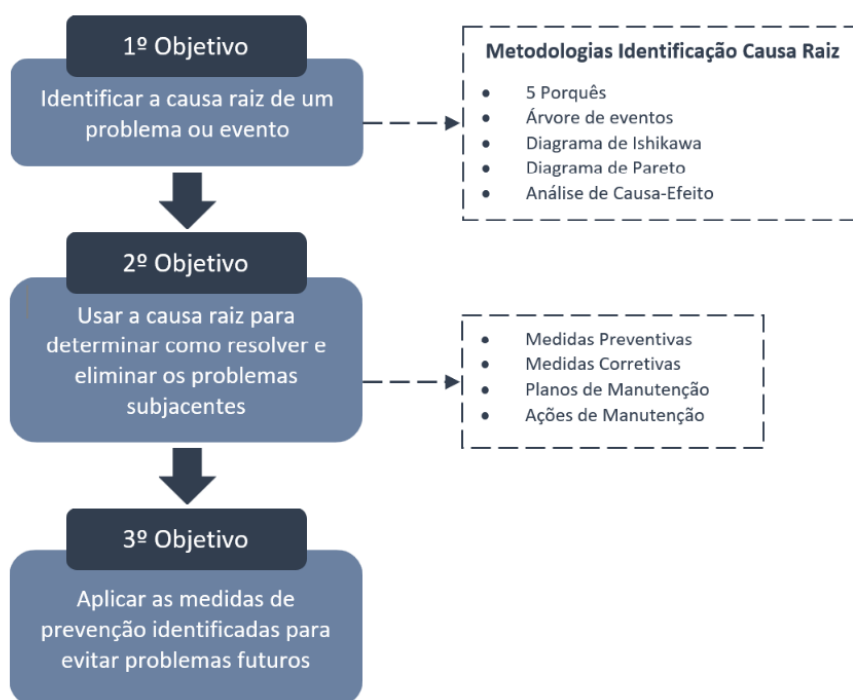 1º Objetivo
Identificar a causa raiz de um
problema ou evento
Metodologias Identificação Causa Raiz
• 5 Porquês
• Árvore de eventos
• Diagrama de Ishikawa
• Diagrama de Pareto
• Análise de Causa-Efeito
2º Objetivo
Usar a causa raiz para
determinar como resolver e
eliminar os problemas
subjacentes
• Medidas Preventivas
• Medidas Corretivas
• Planos de Manutenção
• Ações de Manutenção
3º Objetivo
Aplicar as medidas de
prevenção identificadas para
evitar problemas futuros